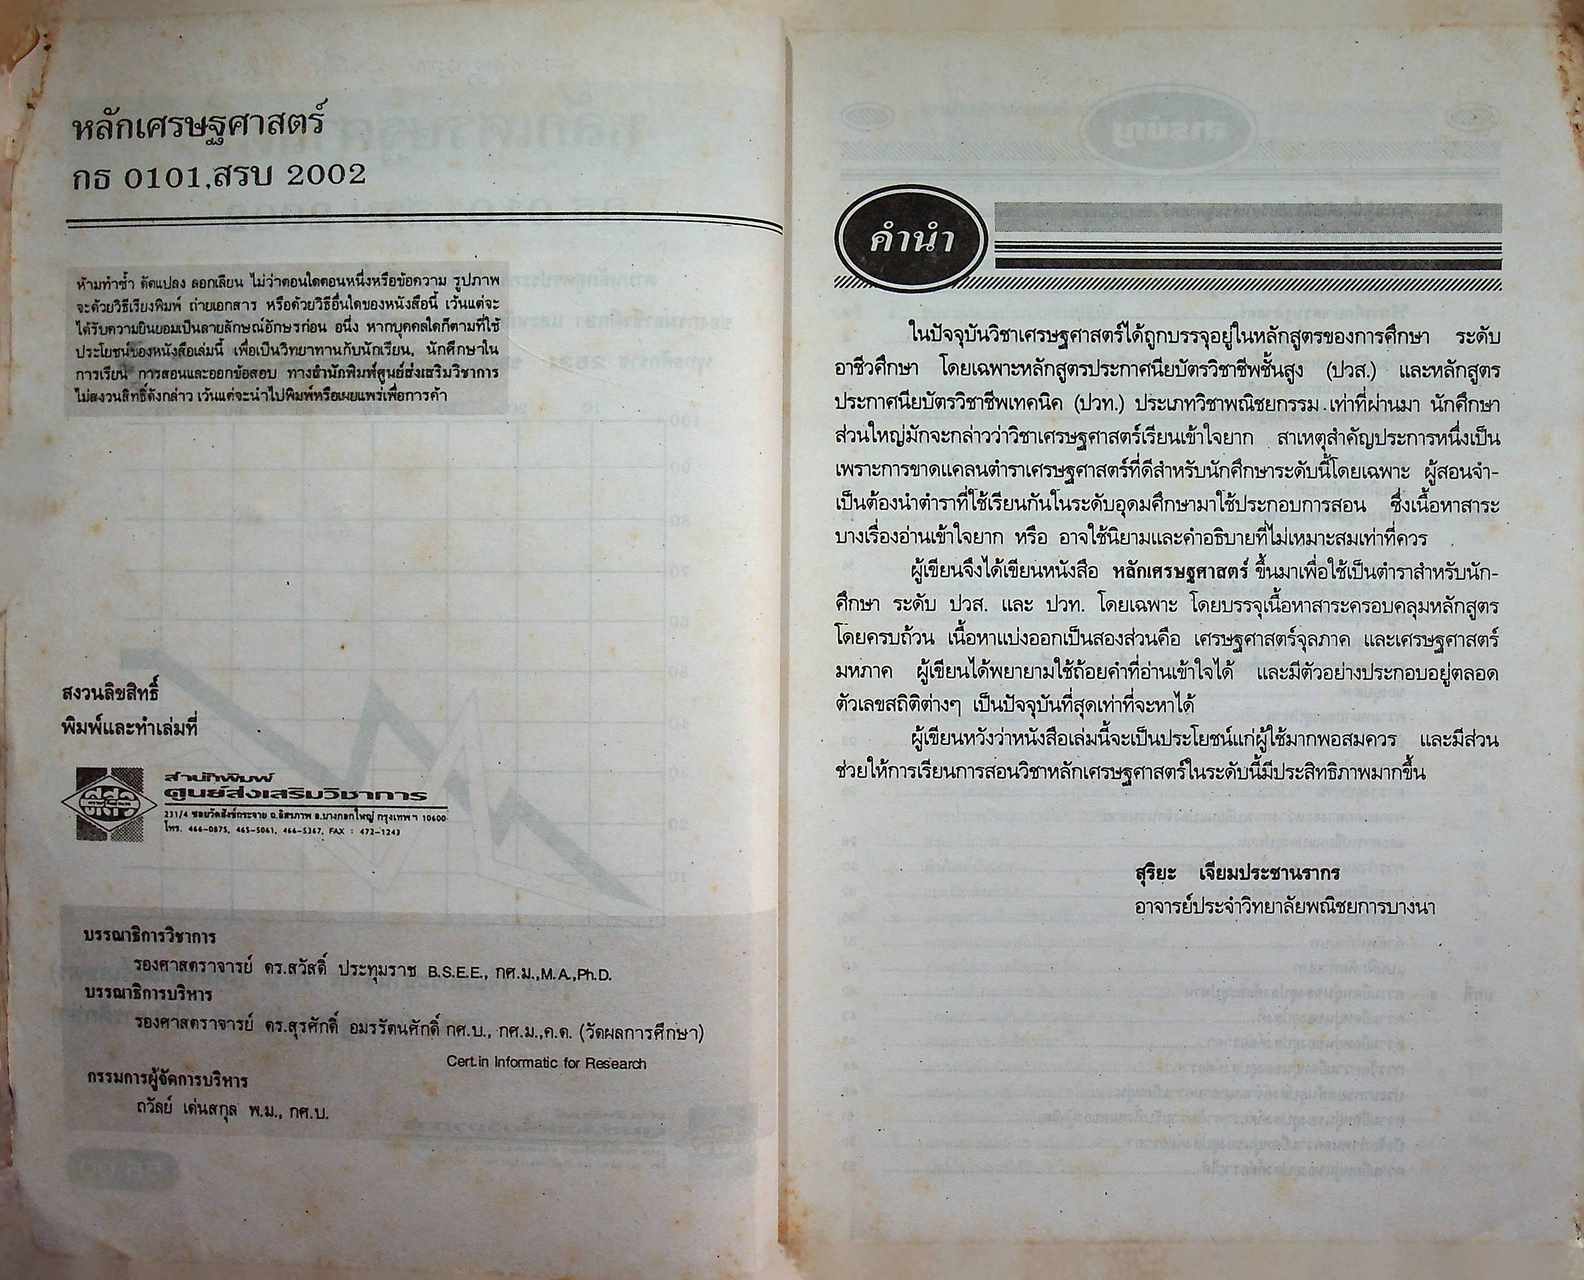 หลักเศรษฐศาสตร์
กธ 0101,สรบ 2002
ห้ามทำซ้ำ ดัดแปลง ลอกเลียน ไม่ว่าตอนใดตอนหนึ่งหรือข้อความ รูปภาพ
จะด้วยวิธีเรียงพิมพ์ ถ่ายเอกสาร หรือด้วยวิธีอื่นใดของหนังสือนี้ เว้นแต่จะ
ได้รับความยินยอมเป็นลายลักษณ์อักษรก่อน อนึ่ง หากบุคคลใดก็ตามที่ใช้
ประโยชน์ของหนังสือเล่มนี้ เพื่อเป็นวิทยาทานกับนักเรียน, นักศึกษาใน
การเรียน การสอนและออกข้อสอบ ทางสำนักพิมพ์ศูนย์ส่งเสริมวิชาการ
ไม่สงวนสิทธิ์ดังกล่าว เว้นแต่จะนำไปพิมพ์หรือเผยแพร่เพื่อการค้า
สงวนลิขสิทธิ์
พิมพ์และทำเล่มที่
สำนักพิมพ์
ศูนย์ส่งเสริมวิชาการ
231/4 ซอยวัดสังข์กระจาย ถ.อิสรภาพ อ.บางกอกใหญ่ กรุงเทพฯ 10600
โทร. 466-0875, 465-5061, 466-5367, FAX : 472-1243
บรรณาธิการวิชาการ
รองศาสตราจารย์ ดร.สวัสดิ์ ประทุมราช B.S.E.E., กศ.ม.,M.A.,Ph.D.
บรรณาธิการบริหาร
รองศาสตราจารย์ ดร.สุรศักดิ์ อมรรัตนศักดิ์ กศ.บ., กศ.ม.,ค.ด. (วัดผลการศึกษา)
Cert.in Informatic for Research
กรรมการผู้จัดการบริหาร
ถวัลย์ เด่นสกุล พ.ม., กศ.บ.
คำนำ
ในปัจจุบันวิชาเศรษฐศาสตร์ได้ถูกบรรจุอยู่ในหลักสูตรของการศึกษา ระดับ
อาชีวศึกษา โดยเฉพาะหลักสูตรประกาศนียบัตรวิชาชีพชั้นสูง (ปวส.) และหลักสูตร
ประกาศนียบัตรวิชาชีพเทคนิค (ปวท.) ประเภทวิชาพณิชยกรรม เท่าที่ผ่านมา นักศึกษา
ส่วนใหญ่มักจะกล่าวว่าวิชาเศรษฐศาสตร์เรียนเข้าใจยาก สาเหตุสำคัญประการหนึ่งเป็น
เพราะการขาดแคลนตำราเศรษฐศาสตร์ที่ดีสำหรับนักศึกษาระดับนี้โดยเฉพาะ ผู้สอนจำ-
เป็นต้องนำตำราที่ใช้เรียนกันในระดับอุดมศึกษามาใช้ประกอบการสอน ซึ่งเนื้อหาสาระ
บางเรื่องอ่านเข้าใจยาก หรือ อาจใช้นิยามและคำอธิบายที่ไม่เหมาะสมเท่าที่ควร
ผู้เขียนจึงได้เขียนหนังสือ หลักเศรษฐศาสตร์ ขึ้นมาเพื่อใช้เป็นตำราสำหรับนัก-
ศึกษา ระดับ ปวส. และ ปวท. โดยเฉพาะ โดยบรรจุเนื้อหาสาระครอบคลุมหลักสูตร
โดยครบถ้วน เนื้อหาแบ่งออกเป็นสองส่วนคือ เศรษฐศาสตร์จุลภาค และเศรษฐศาสตร์
มหภาค ผู้เขียนได้พยายามใช้ถ้อยคำที่อ่านเข้าใจได้ และมีตัวอย่างประกอบอยู่ตลอด
ตัวเลขสถิติต่างๆ เป็นปัจจุบันที่สุดเท่าที่จะหาได้
ผู้เขียนหวังว่าหนังสือเล่มนี้จะเป็นประโยชน์แก่ผู้ใช้มากพอสมควร และมีส่วน
ช่วยให้การเรียนการสอนวิชาหลักเศรษฐศาสตร์ในระดับนี้มีประสิทธิภาพมากขึ้น
สุริยะ เจียมประชานรากร
อาจารย์ประจำวิทยาลัยพณิชยการบางนา